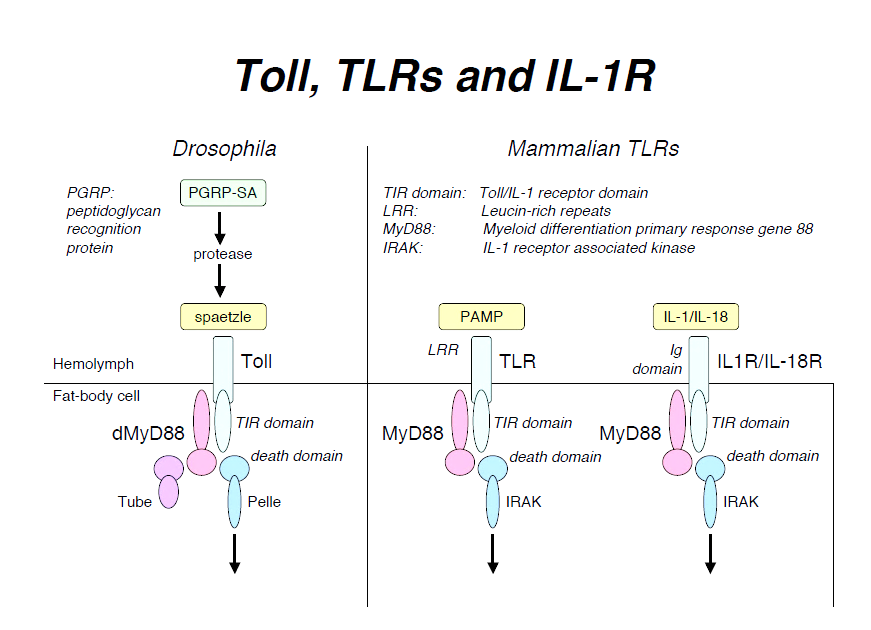 Toll, TLRs and IL-1R
Drosophila
PGRP:
peptidoglycan
recognition
protein
PGRP-SA
protease
spaetzle
Hemolymph
Toll
Fat-body cell
dMyD88
TIR domain
death domain
Tube
Pelle
Mammalian TLRs
TIR domain: Toll/IL-1 receptor domain
LRR: Leucin-rich repeats
MyD88: Myeloid differentiation primary response gene 88
IRAK: IL-1 receptor associated kinase
PAMP
LRR
TLR
MyD88
TIR domain
death domain
IRAK
IL-1/IL-18
Ig
domain
IL1R/IL-18R
MyD88
TIR domain
death domain
IRAK